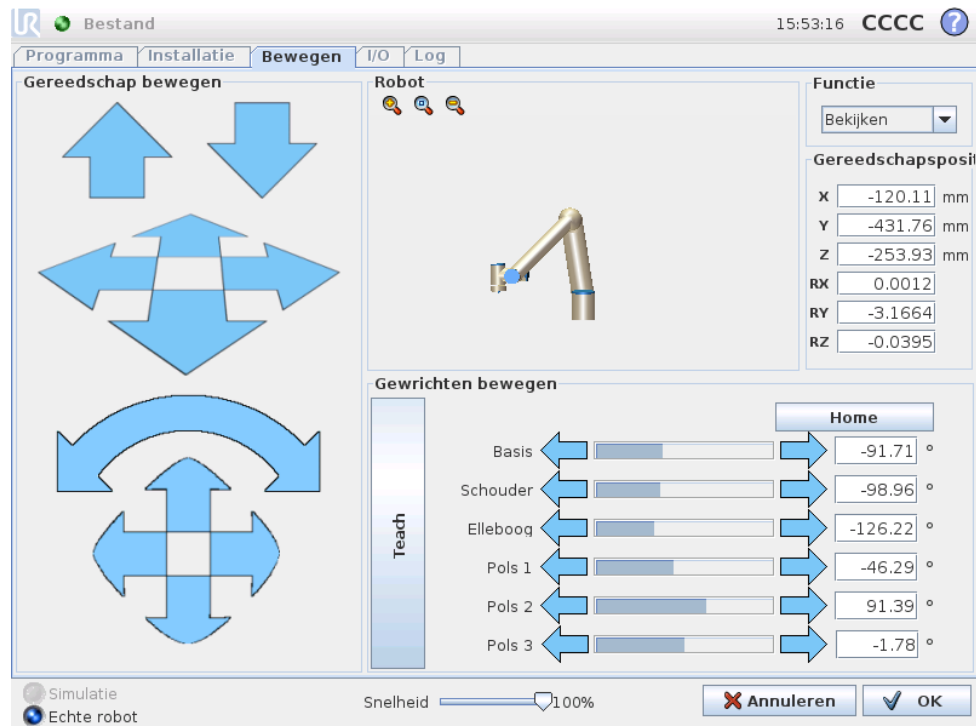 UR Bestand 15:53:16 CCCC ?
Programma Installatie Bewegen I/O Log
Gereedschap bewegen
Robot
Functie
Bekijken
Gereedschapsposit
X -120.11 mm
Y -431.76 mm
Z -253.93 mm
RX 0.0012
RY -3.1664
RZ -0.0395
Gewrichten bewegen
Teach
Home
Basis -91.71 °
Schouder -98.96 °
Elleboog -126.22 °
Pols 1 -46.29 °
Pols 2 91.39 °
Pols 3 -1.78 °
Simulatie
Echte robot
Snelheid 100%
Annuleren
OK